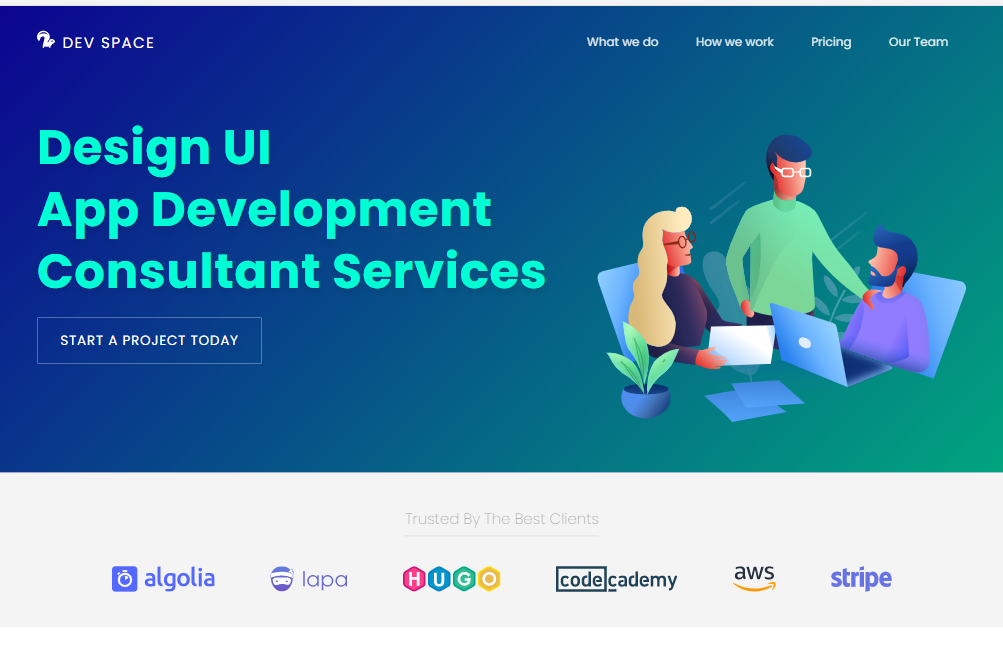 DEV SPACE
What we do
How we work
Pricing
Our Team
Design UI
App Development
Consultant Services
START A PROJECT TODAY
Trusted By The Best Clients
algolia
lapa
HUGO
codecademy
aws
stripe